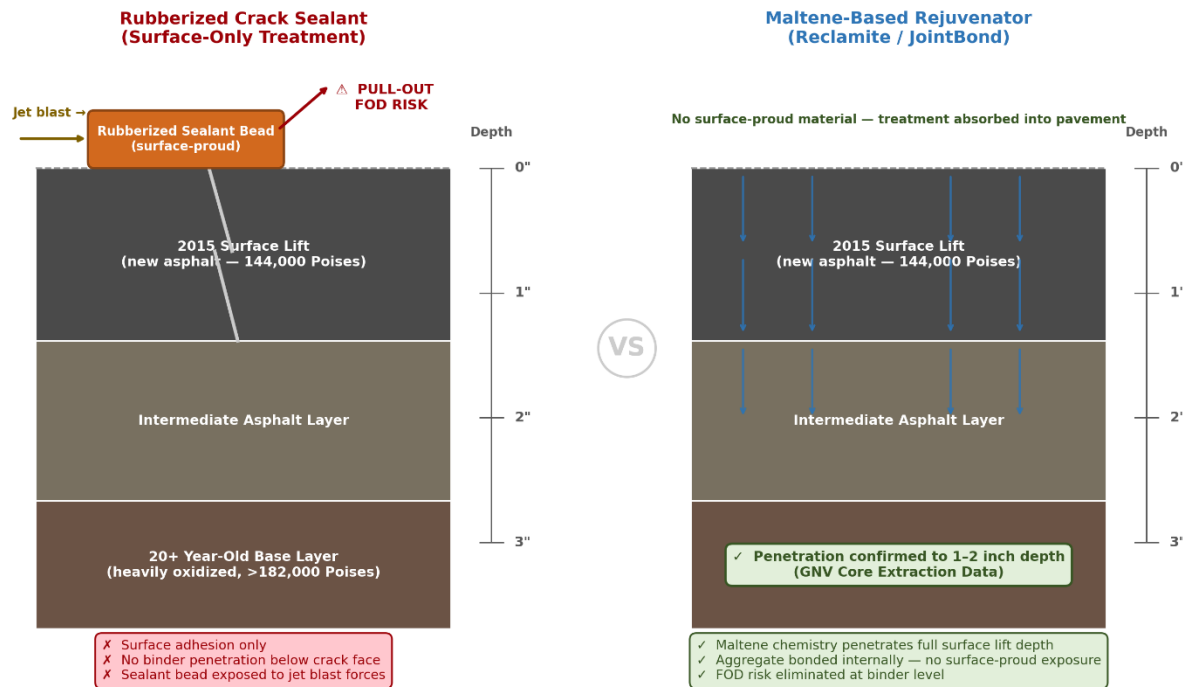 Rubberized Crack Sealant
(Surface-Only Treatment)
⚠ PULL-OUT
FOD RISK
Jet blast →
Rubberized Sealant Bead
(surface-proud)
Depth
0"
2015 Surface Lift
(new asphalt — 144,000 Poises)
1"
2"
Intermediate Asphalt Layer
3"
20+ Year-Old Base Layer
(heavily oxidized, >182,000 Poises)
✗ Surface adhesion only
✗ No binder penetration below crack face
✗ Sealant bead exposed to jet blast forces
VS
Maltene-Based Rejuvenator
(Reclamite / JointBond)
No surface-proud material — treatment absorbed into pavement
Depth
0'
2015 Surface Lift
(new asphalt — 144,000 Poises)
1'
2'
Intermediate Asphalt Layer
3'
✓ Penetration confirmed to 1–2 inch depth
(GNV Core Extraction Data)
✓ Maltene chemistry penetrates full surface lift depth
✓ Aggregate bonded internally — no surface-proud exposure
✓ FOD risk eliminated at binder level